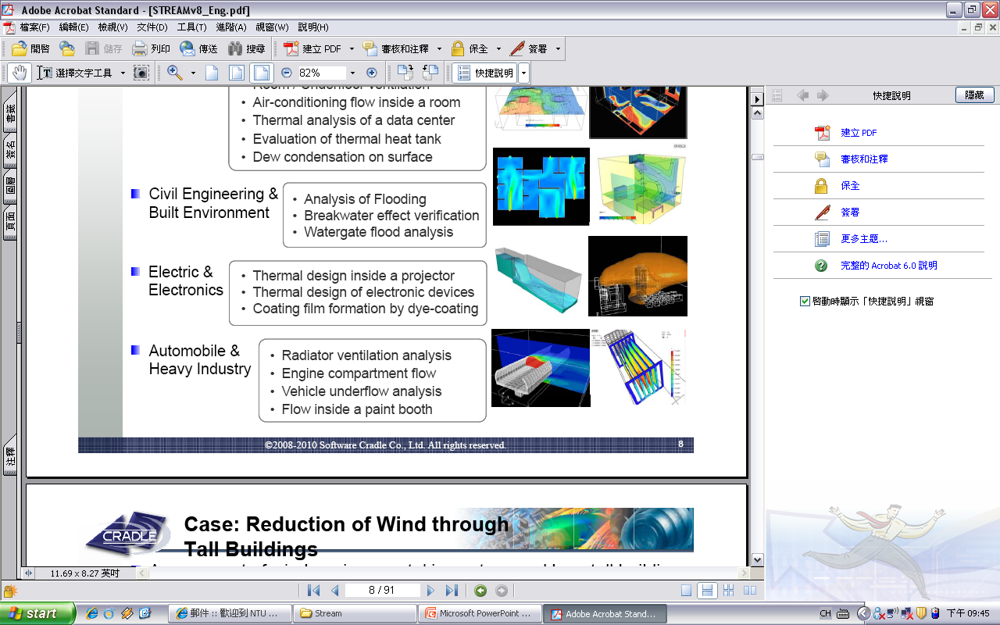 Adobe Acrobat Standard - [STREAMv8_Eng.pdf]
檔案(F) 編輯(E) 檢視(V) 文件(D) 工具(T) 進階(A) 視窗(W) 說明(H)
開啓 儲存 列印 傳送 搜尋 建立 PDF 審核和注釋 保全 簽署
選擇文字工具 82% 快捷說明
Room / Underfloor ventilation
• Air-conditioning flow inside a room
• Thermal analysis of a data center
• Evaluation of thermal heat tank
• Dew condensation on surface
Civil Engineering &
Built Environment
• Analysis of Flooding
• Breakwater effect verification
• Watergate flood analysis
Electric &
Electronics
• Thermal design inside a projector
• Thermal design of electronic devices
• Coating film formation by dye-coating
Automobile &
Heavy Industry
• Radiator ventilation analysis
• Engine compartment flow
• Vehicle underflow analysis
• Flow inside a paint booth
CRADLE
©2008-2010 Software Cradle Co., Ltd. All rights reserved. 8
CRADLE
Case: Reduction of Wind through
Tall Buildings
書籤
簽名
圖層
頁面
注釋
快捷說明 隱藏
建立 PDF
審核和注釋
保全
簽署
更多主題...
完整的 Acrobat 6.0 說明
啓動時顯示「快捷說明」視窗
11.69 x 8.27 英吋
8 / 91
start 郵件 :: 歡迎到 NTU ... Stream Microsoft PowerPoint ... Adobe Acrobat Stand... CH 下午 09:45